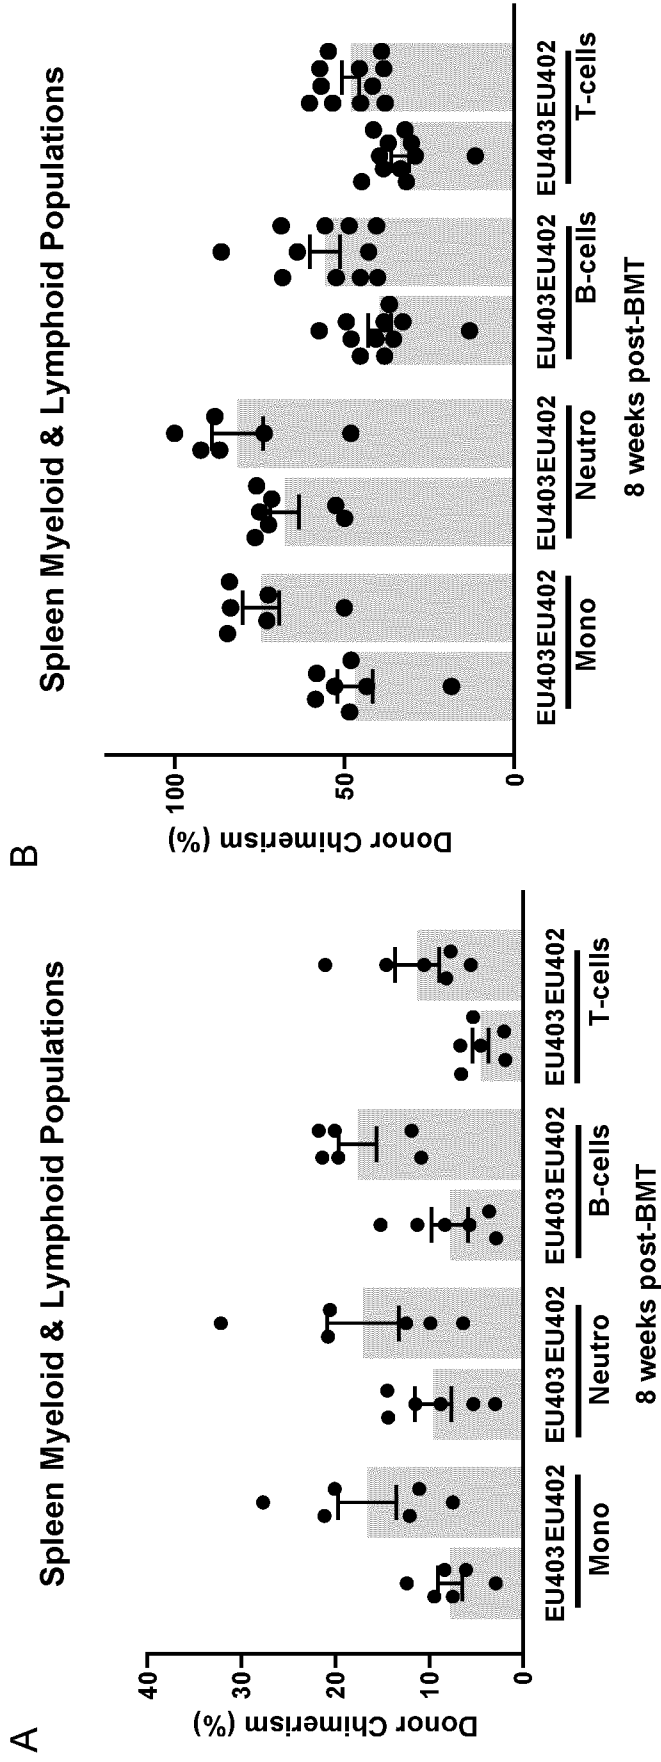 A
Spleen Myeloid & Lymphoid Populations
Donor Chimerism (%)
40
30
20
10
0
EU403 EU402 EU403 EU402 EU403 EU402 EU403 EU402
Mono Neutro B-cells T-cells
8 weeks post-BMT
B
Spleen Myeloid & Lymphoid Populations
Donor Chimerism (%)
100
50
0
EU403 EU402 EU403 EU402 EU403 EU402 EU403 EU402
Mono Neutro B-cells T-cells
8 weeks post-BMT